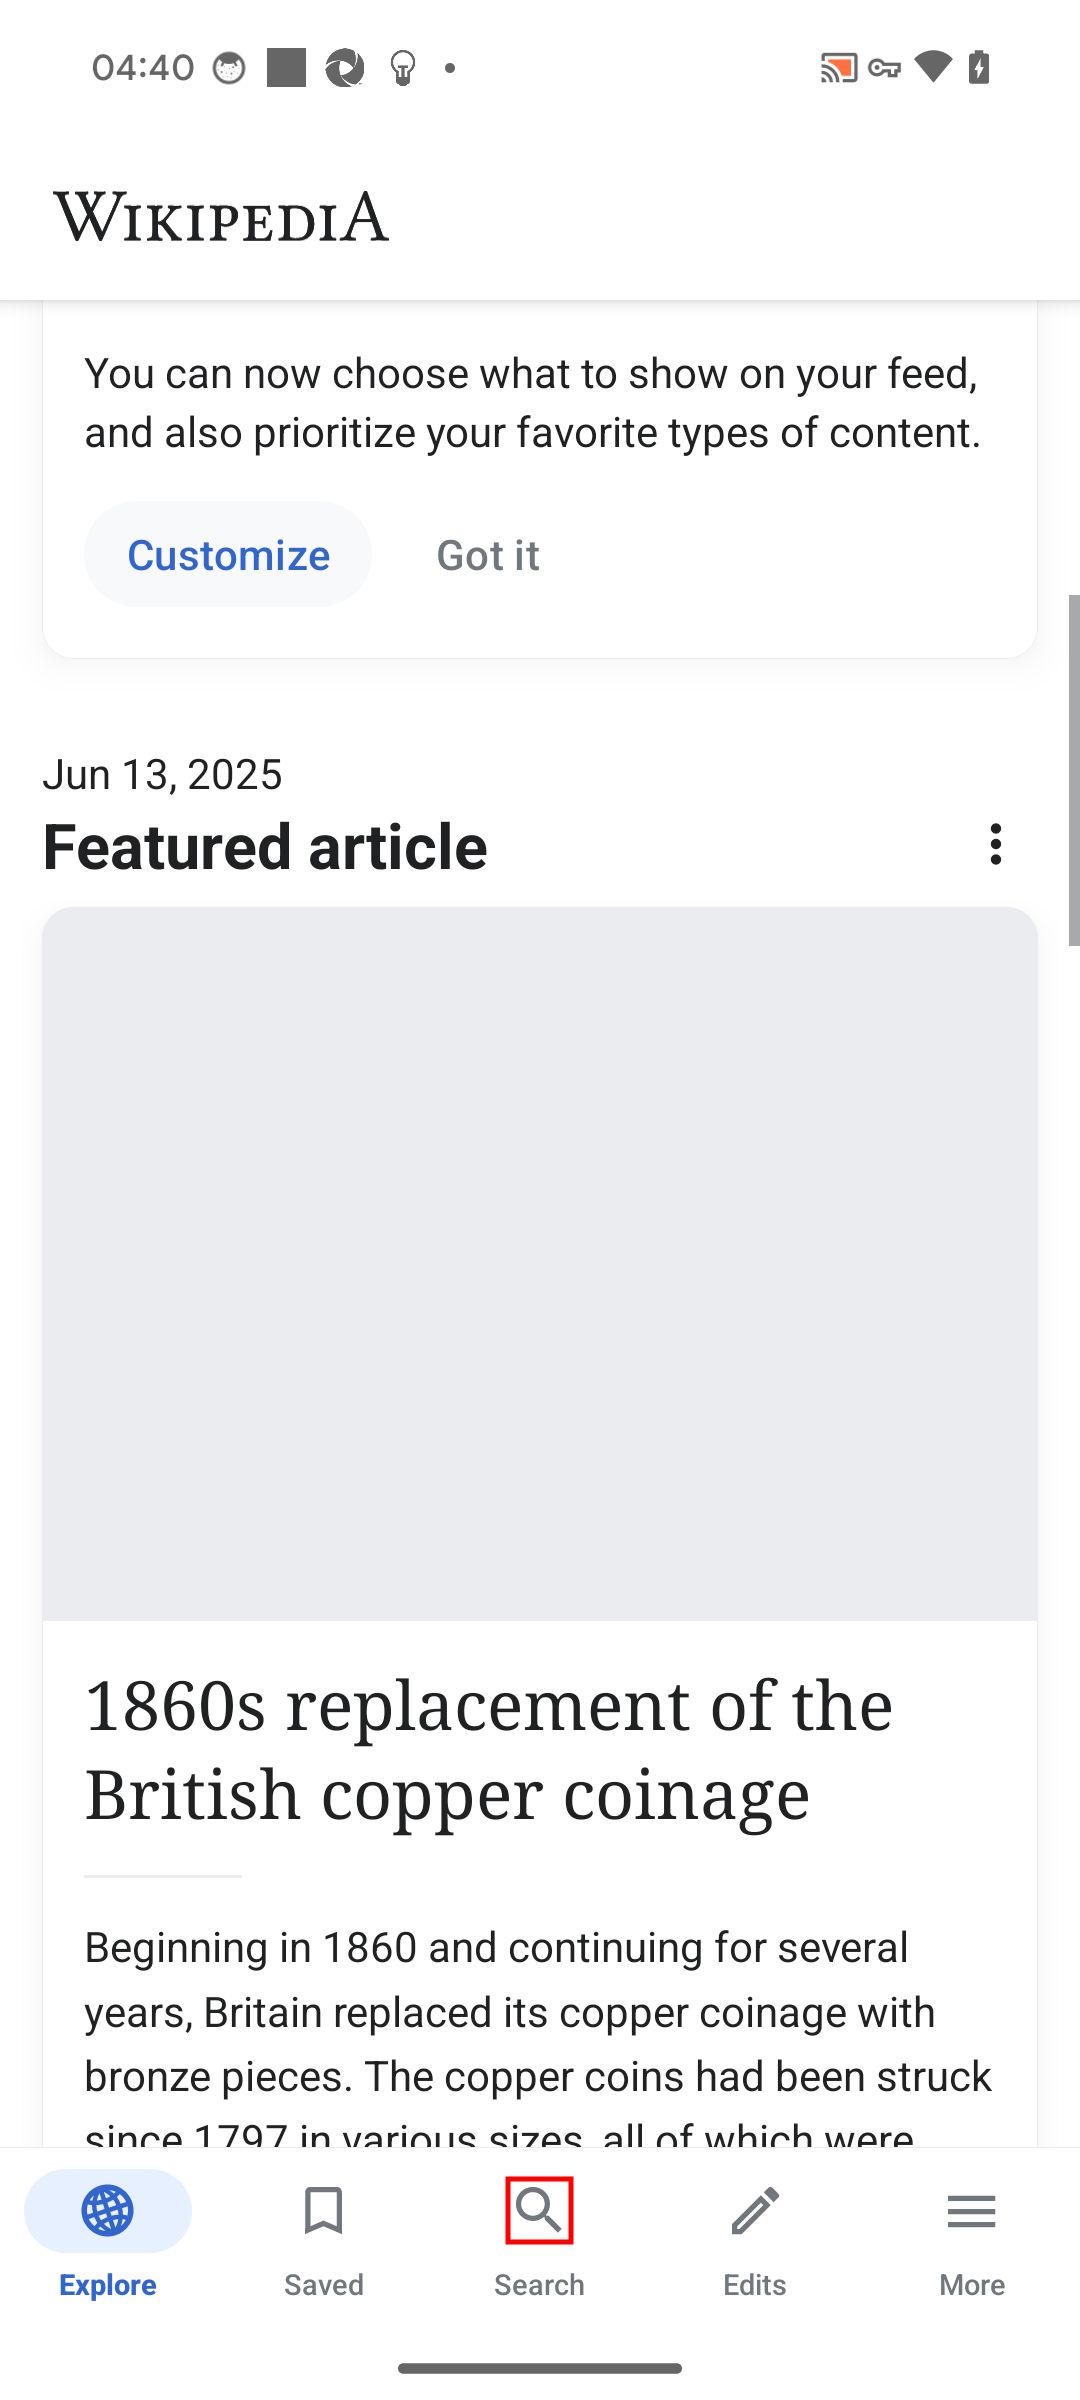 04:40
WIKIPEDIA
You can now choose what to show on your feed,
and also prioritize your favorite types of content.
Customize Got it
Jun 13, 2025
Featured article
1860s replacement of the
British copper coinage
Beginning in 1860 and continuing for several
years, Britain replaced its copper coinage with
bronze pieces. The copper coins had been struck
since 1797 in various sizes, all of which were
Explore Saved Search Edits More